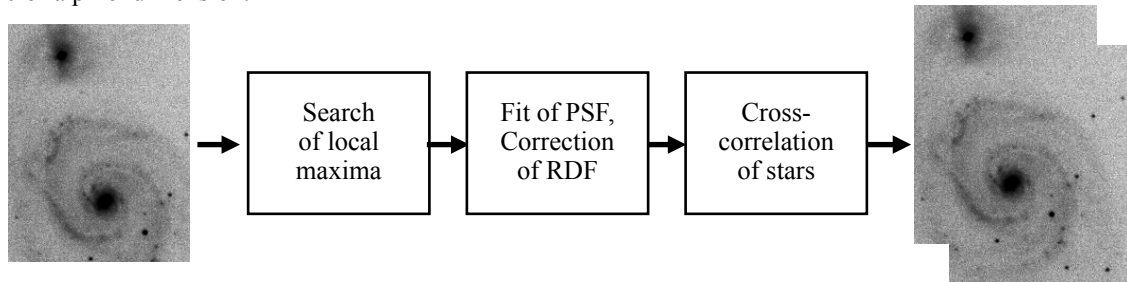 Search
of local
maxima
Fit of PSF,
Correction
of RDF
Cross-
correlation
of stars